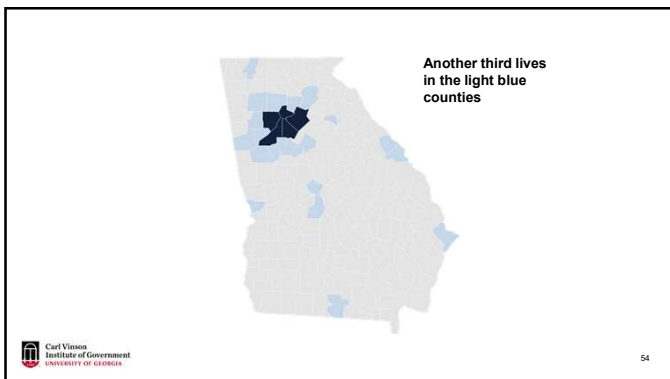 Another third lives
in the light blue
counties
Carl Vinson
Institute of Government
UNIVERSITY OF GEORGIA
54